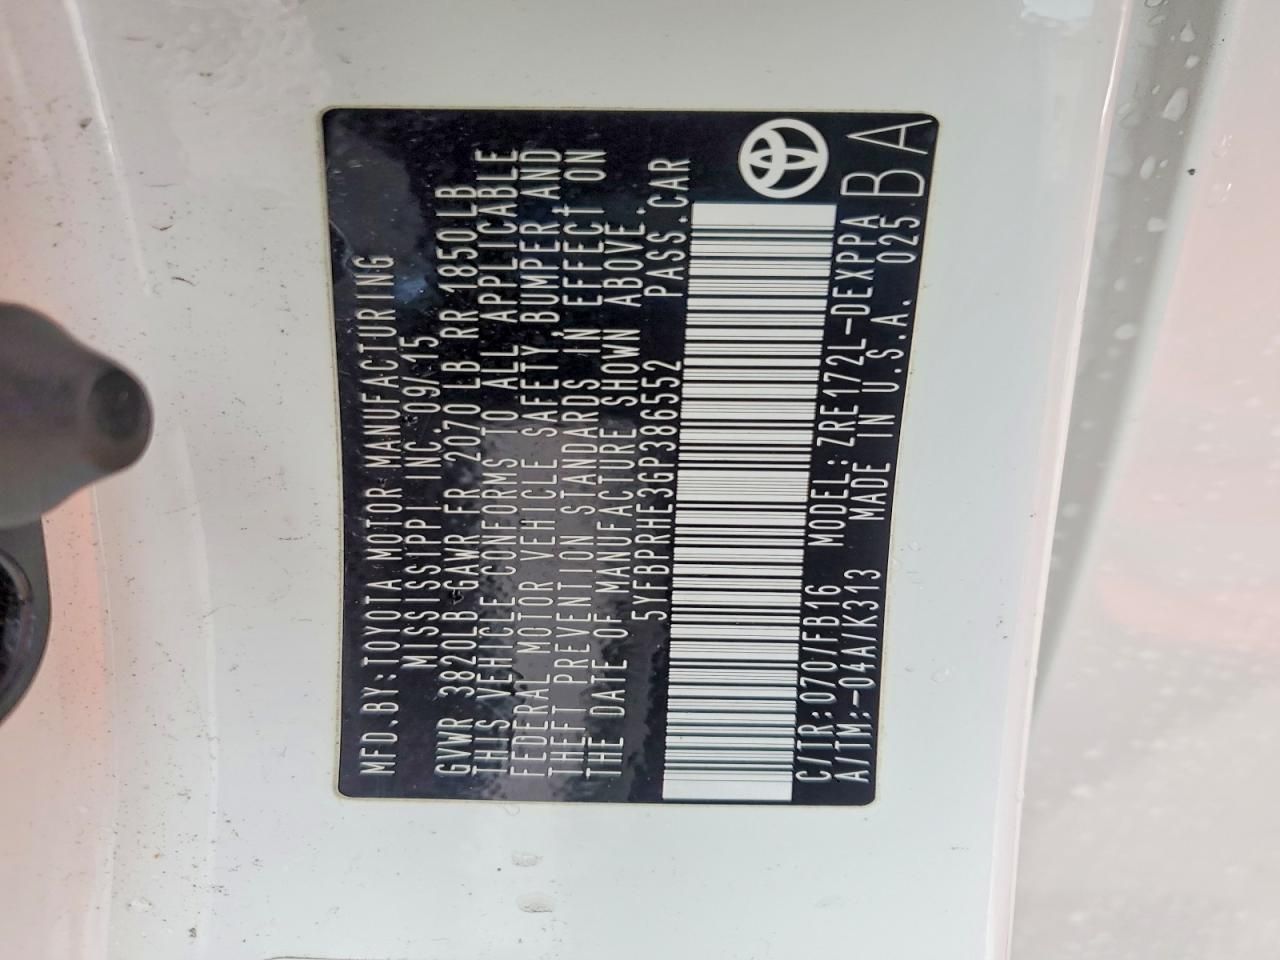 MFD.BY:TOYOTA MOTOR MANUFACTURING
MISSISSIPPI INC.09/15
GVWR 3820LB GAWR FR 2070 LB RR 1850LB
THIS VEHICLE CONFORMS TO ALL APPLICABLE
FEDERAL MOTOR VEHICLE SAFETY,BUMPER AND
THEFT PREVENTION STANDARDS IN EFFECT ON
THE DATE OF MANUFACTURE SHOWN ABOVE.
5YFBPRHE3GP386552 PASS.CAR
C/TR:070/FB16 MODEL:ZRE172L-DEXPPA
A/TM:-04A/K313 MADE IN U.S.A. 025
BA